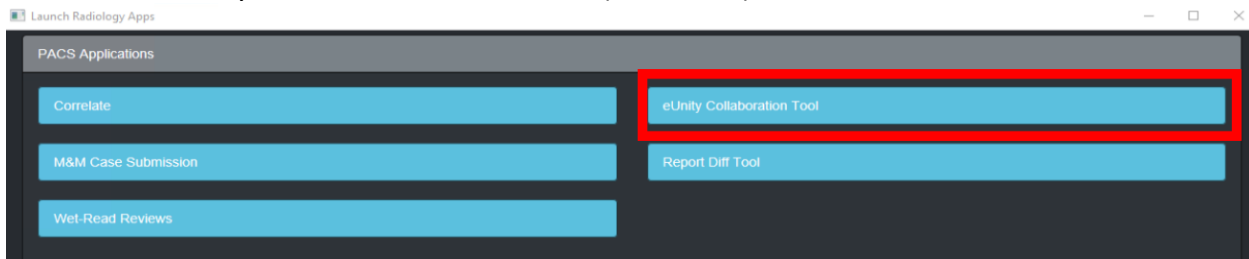 Launch Radiology Apps
PACS Applications
Correlate
eUnity Collaboration Tool
M&M Case Submission
Report Diff Tool
Wet-Read Reviews